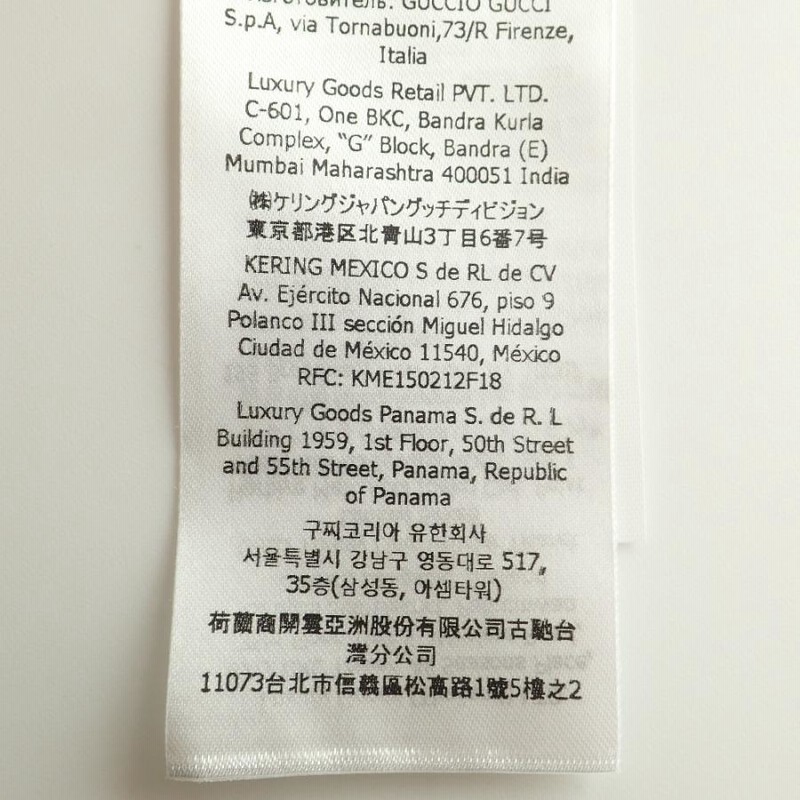 Изготовитель: GUCCIO GUCCI
S.p.A, via Tornabuoni,73/R Firenze,
Italia
Luxury Goods Retail PVT. LTD.
C-601, One BKC, Bandra Kurla
Complex, “G” Block, Bandra (E)
Mumbai Maharashtra 400051 India
㈱ケリングジャパングッチディビジョン
東京都港区北青山3丁目6番7号
KERING MEXICO S de RL de CV
Av. Ejército Nacional 676, piso 9
Polanco III sección Miguel Hidalgo
Ciudad de México 11540, México
RFC: KME150212F18
Luxury Goods Panama S. de R. L
Building 1959, 1st Floor, 50th Street
and 55th Street, Panama, Republic
of Panama
구찌코리아 유한회사
서울특별시 강남구 영동대로 517,
35층(삼성동, 아셈타워)
荷蘭商開雲亞洲股份有限公司古馳台
灣分公司
11073台北市信義區松高路1號5樓之2